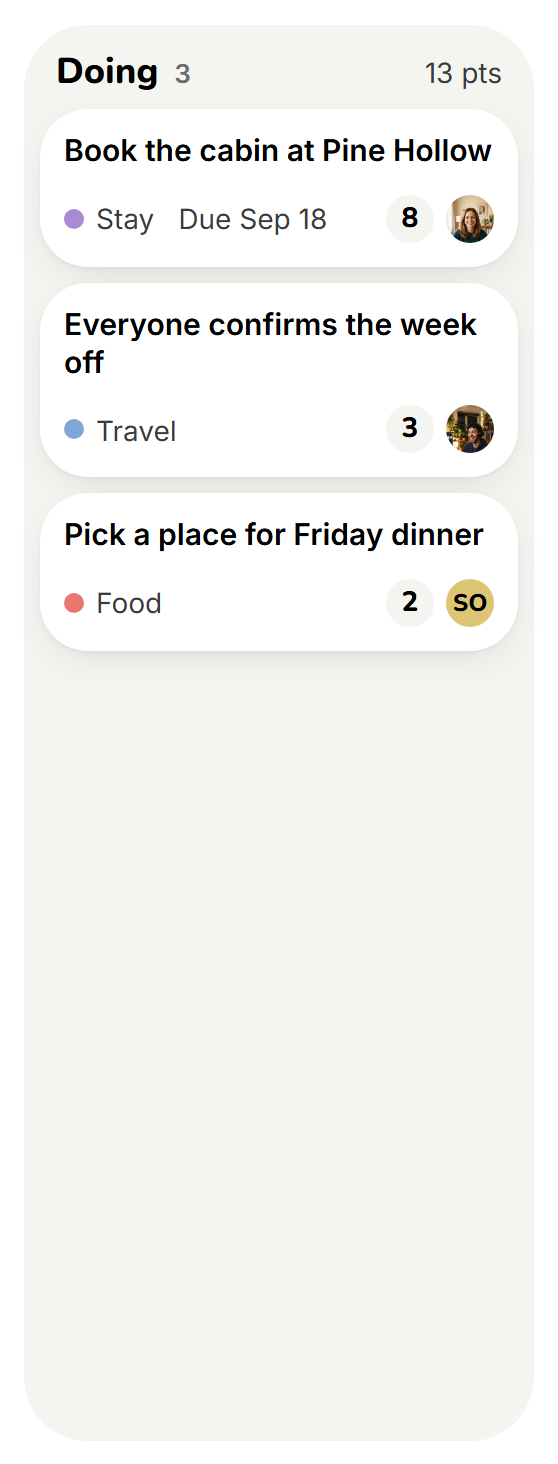 Doing 3 13 pts
Book the cabin at Pine Hollow
Stay Due Sep 18 8
Everyone confirms the week
off
Travel 3
Pick a place for Friday dinner
Food 2 SO